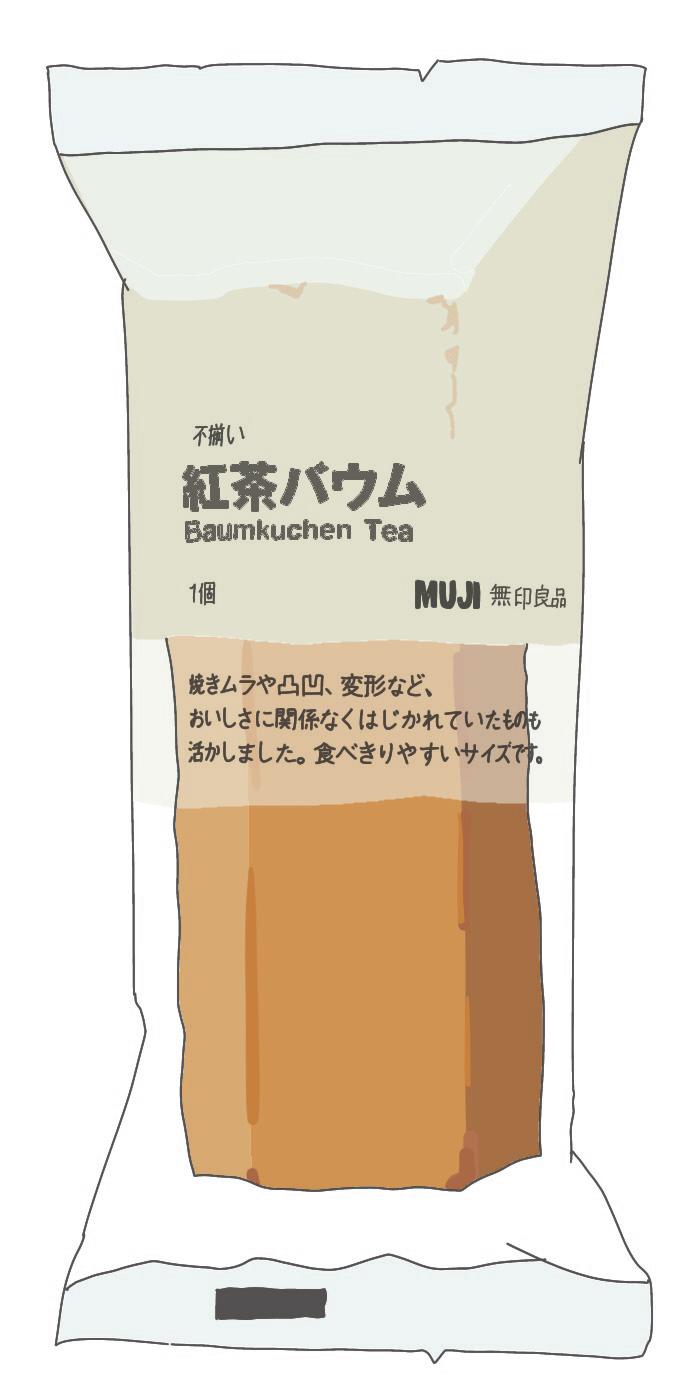 不揃い
紅茶バウム
Baumkuchen Tea
1個
MUJI 無印良品
焼きムラや凸凹、変形など、
おいしさに関係なくはじかれていたものも
活かしました。食べきりやすいサイズです。